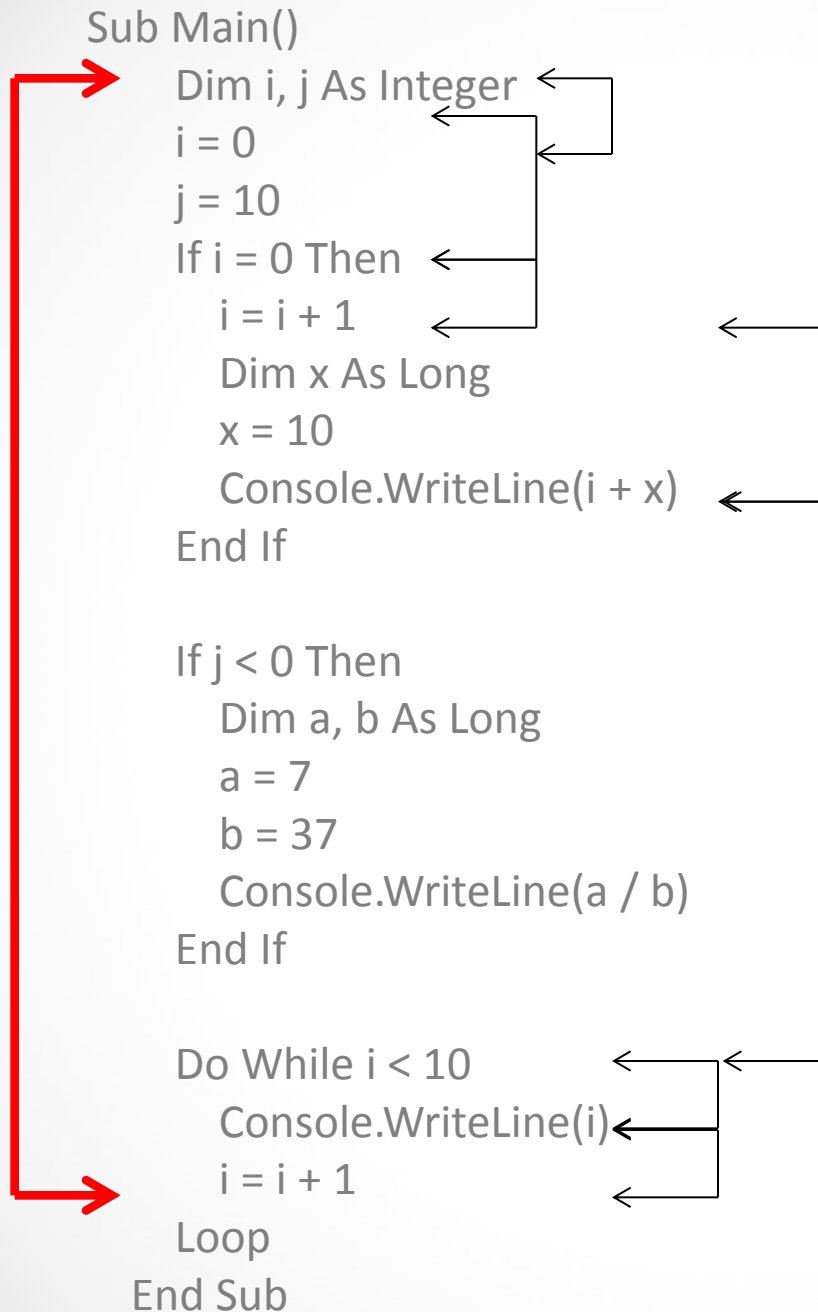 Sub Main()
Dim i, j As Integer
i = 0
j = 10
If i = 0 Then
i = i + 1
Dim x As Long
x = 10
Console.WriteLine(i + x)
End If
If j < 0 Then
Dim a, b As Long
a = 7
b = 37
Console.WriteLine(a / b)
End If
Do While i < 10
Console.WriteLine(i)
i = i + 1
Loop
End Sub